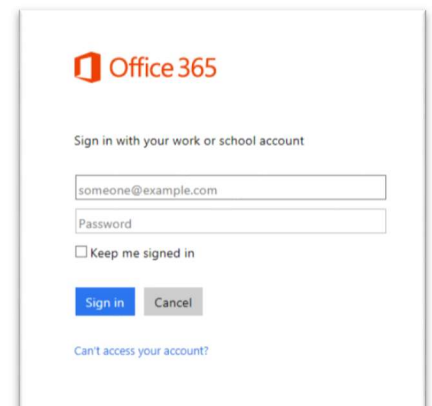 Office 365
Sign in with your work or school account
someone@example.com
Password
Keep me signed in
Sign in Cancel
Can't access your account?